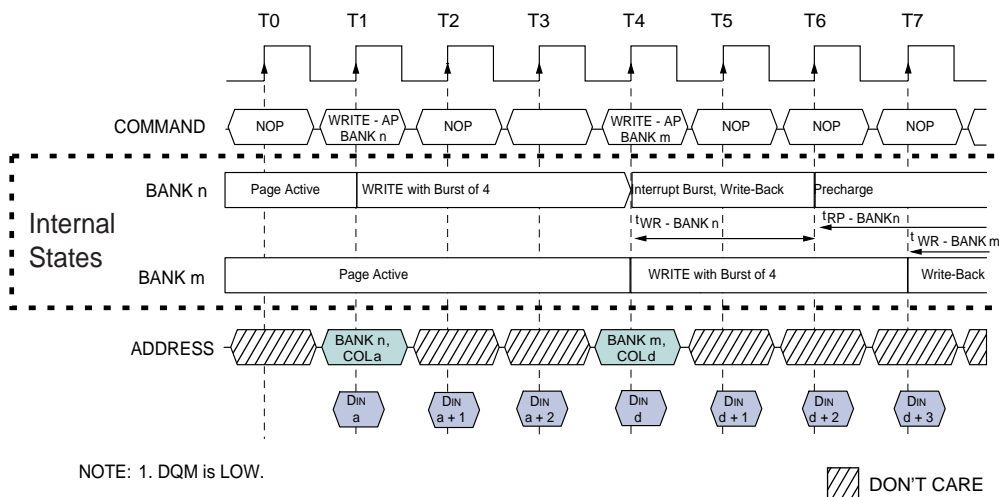 T0 T1 T2 T3 T4 T5 T6 T7
COMMAND NOP WRITE - AP BANK n NOP WRITE - AP BANK m NOP NOP NOP
Internal States
BANK n Page Active WRITE with Burst of 4 Interrupt Burst, Write-Back Precharge
tWR - BANK n tRP - BANK n
t WR - BANK m
BANK m Page Active WRITE with Burst of 4 Write-Back
ADDRESS BANK n, COL a BANK m, COL d
DIN a DIN a + 1 DIN a + 2 DIN d DIN d + 1 DIN d + 2 DIN d + 3
NOTE: 1. DQM is LOW.
DON'T CARE